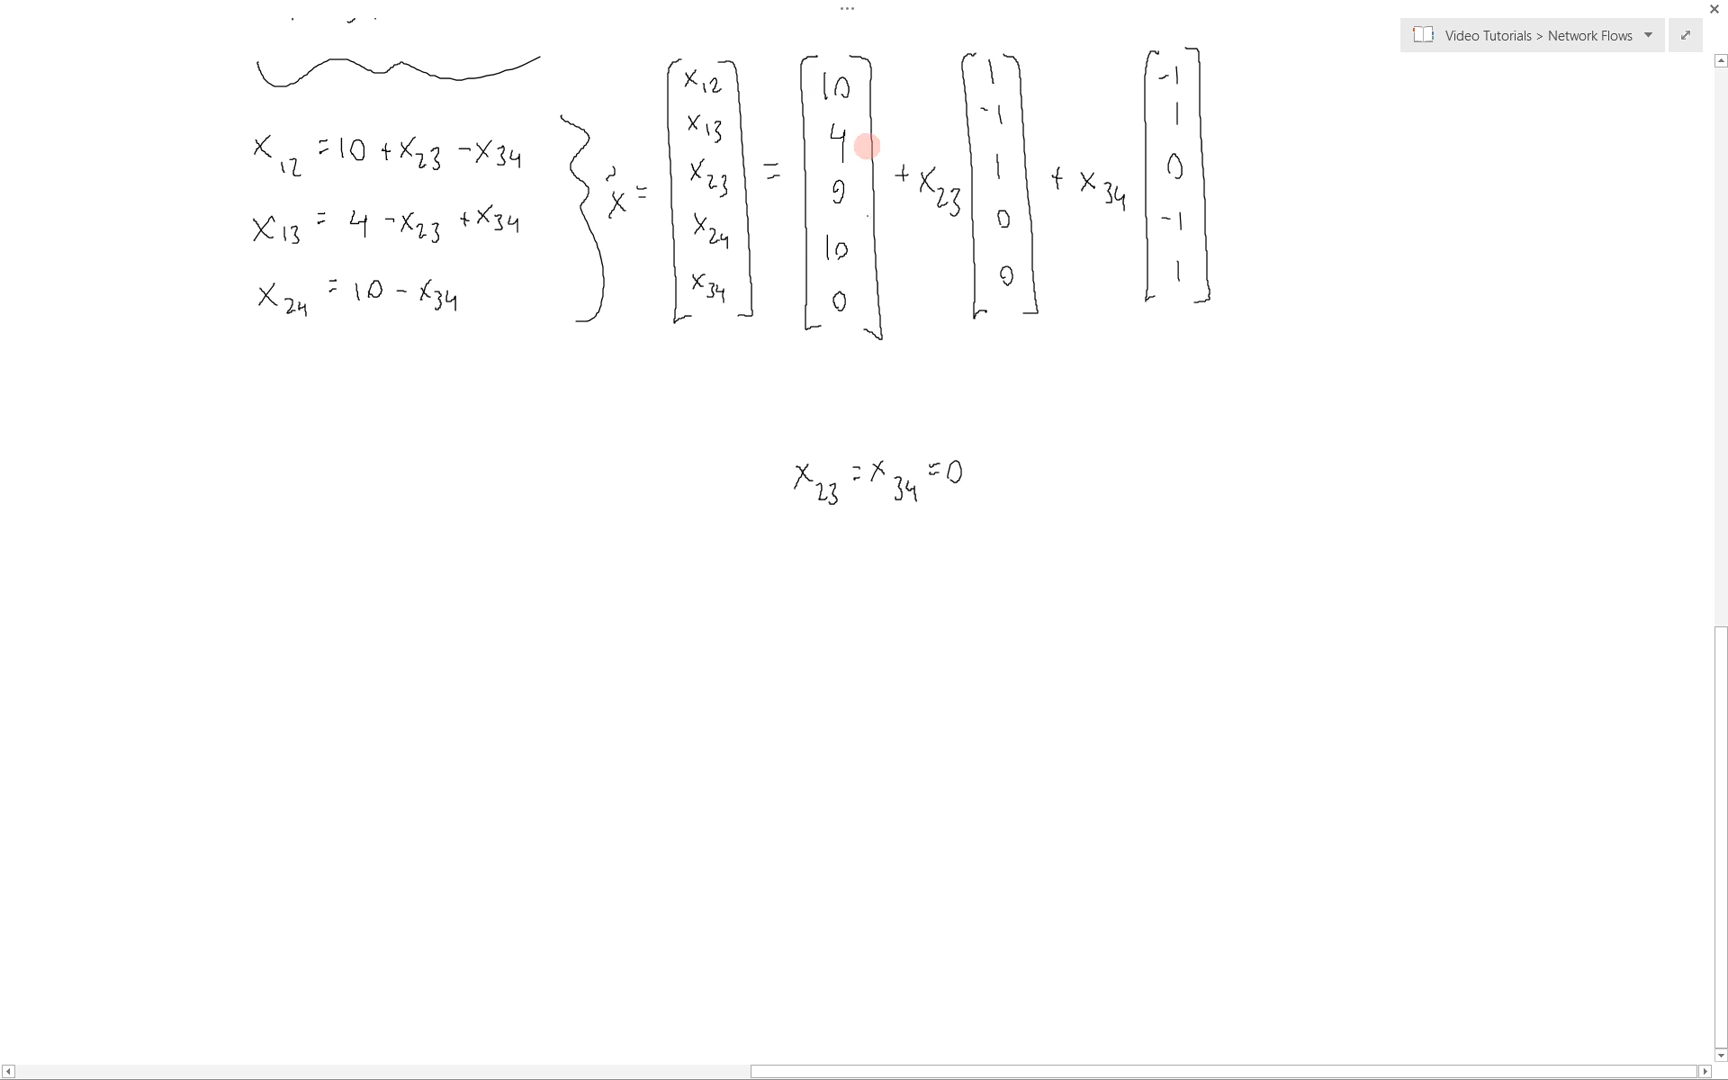 Video Tutorials > Network Flows
x₁₂ = 10 + x₂₃ - x₃₄
x₁₃ = 4 - x₂₃ + x₃₄
x₂₄ = 10 - x₃₄
x̃ = [x₁₂ x₁₃ x₂₃ x₂₄ x₃₄] = [10 4 0 10 0] + x₂₃ [1 -1 1 0 0] + x₃₄ [-1 1 0 -1 1]
x₂₃ = x₃₄ = 0